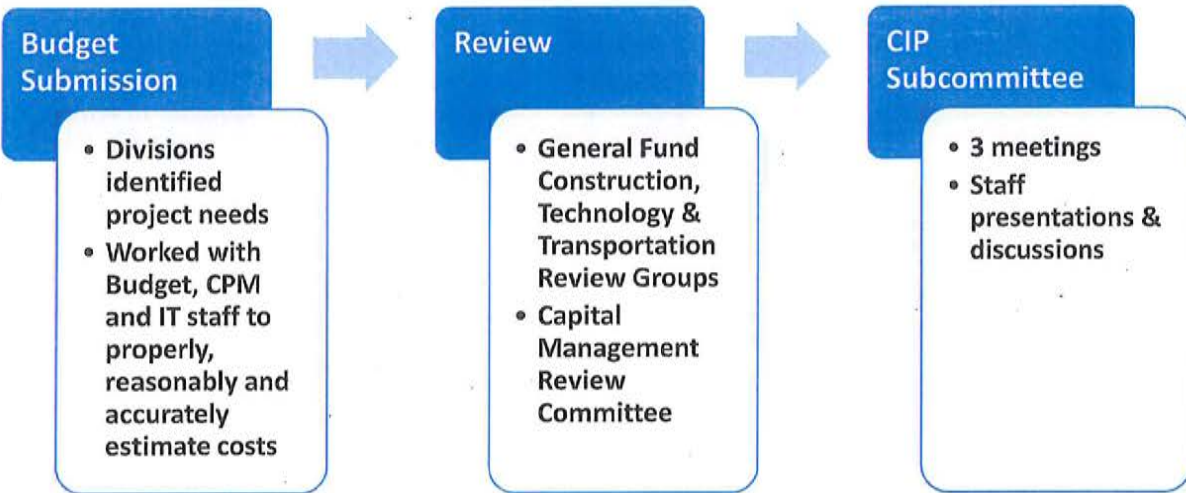 Budget
Submission
• Divisions
identified
project needs
• Worked with
Budget, CPM
and IT staff to
properly,
reasonably and
accurately
estimate costs
Review
• General Fund
Construction,
Technology &
Transportation
Review Groups
• Capital
Management
Review
Committee
CIP
Subcommittee
• 3 meetings
• Staff
presentations &
discussions